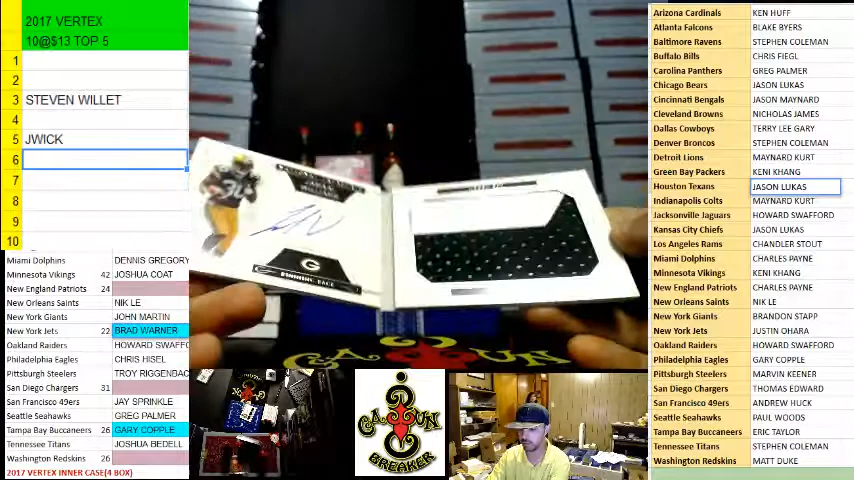 2017 VERTEX
10@$13 TOP 5
1
2
3 STEVEN WILLET
4
5 JWICK
6
7
8
9
10
Miami Dolphins DENNIS GREGORY
Minnesota Vikings 42 JOSHUA COAT
New England Patriots 24
New Orleans Saints NIK LE
New York Giants JOHN MARTIN
New York Jets 22 BRAD WARNER
Oakland Raiders HOWARD SWAFFO
Philadelphia Eagles CHRIS HISEL
Pittsburgh Steelers TROY RIGGENBAC
San Diego Chargers 31
San Francisco 49ers JAY SPRINKLE
Seattle Seahawks GREG PALMER
Tampa Bay Buccaneers 26 GARY COPPLE
Tennessee Titans JOSHUA BEDELL
Washington Redskins 26
2017 VERTEX INNER CASE(4 BOX)
G
RUNNING BACK
CAJUN
CAJUN
BREAKER
Arizona Cardinals KEN HUFF
Atlanta Falcons BLAKE BYERS
Baltimore Ravens STEPHEN COLEMAN
Buffalo Bills CHRIS FIEGL
Carolina Panthers GREG PALMER
Chicago Bears JASON LUKAS
Cincinnati Bengals JASON MAYNARD
Cleveland Browns NICHOLAS JAMES
Dallas Cowboys TERRY LEE GARY
Denver Broncos STEPHEN COLEMAN
Detroit Lions MAYNARD KURT
Green Bay Packers KENI KHANG
Houston Texans JASON LUKAS
Indianapolis Colts MAYNARD KURT
Jacksonville Jaguars HOWARD SWAFFORD
Kansas City Chiefs JASON LUKAS
Los Angeles Rams CHANDLER STOUT
Miami Dolphins CHARLES PAYNE
Minnesota Vikings KENI KHANG
New England Patriots CHARLES PAYNE
New Orleans Saints NIK LE
New York Giants BRANDON STAPP
New York Jets JUSTIN OHARA
Oakland Raiders HOWARD SWAFFORD
Philadelphia Eagles GARY COPPLE
Pittsburgh Steelers MARVIN KEENER
San Diego Chargers THOMAS EDWARD
San Francisco 49ers ANDREW HUCK
Seattle Seahawks PAUL WOODS
Tampa Bay Buccaneers ERIC TAYLOR
Tennessee Titans STEPHEN COLEMAN
Washington Redskins MATT DUKE